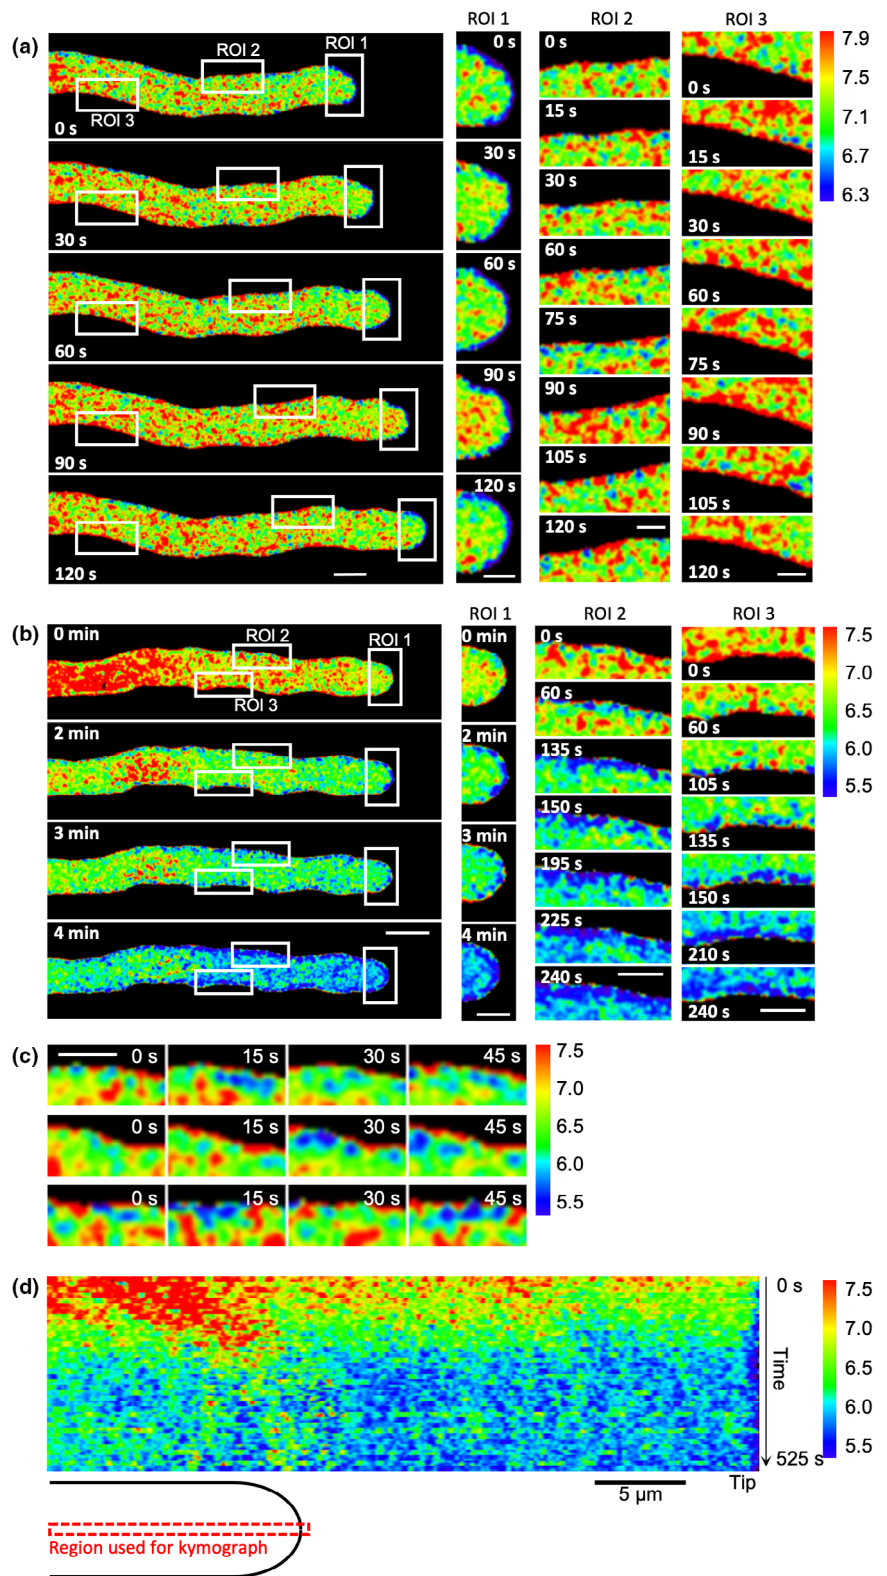 (a)
ROI 1
ROI 2
ROI 3
ROI 2
ROI 1
ROI 3
0 s
30 s
60 s
90 s
120 s
0 s
30 s
60 s
90 s
120 s
0 s
15 s
30 s
60 s
75 s
90 s
105 s
120 s
0 s
15 s
30 s
60 s
75 s
90 s
105 s
120 s
7.9
7.5
7.1
6.7
6.3
(b)
ROI 1
ROI 2
ROI 3
0 min
ROI 2
ROI 1
ROI 3
2 min
3 min
4 min
0 min
2 min
3 min
4 min
0 s
60 s
135 s
150 s
195 s
225 s
240 s
0 s
60 s
105 s
135 s
150 s
210 s
240 s
7.5
7.0
6.5
6.0
5.5
(c)
0 s
15 s
30 s
45 s
0 s
15 s
30 s
45 s
0 s
15 s
30 s
45 s
7.5
7.0
6.5
6.0
5.5
(d)
0 s
Time
525 s
7.5
7.0
6.5
6.0
5.5
Tip
5 μm
Region used for kymograph